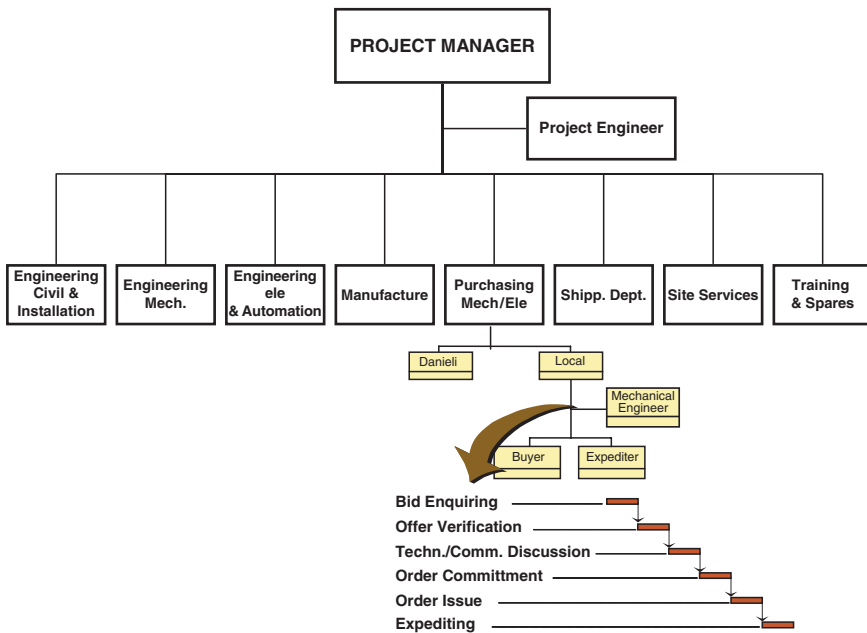 PROJECT MANAGER
Project Engineer
Engineering
Civil &
Installation
Engineering
Mech.
Engineering
ele
& Automation
Manufacture
Purchasing
Mech/Ele
Shipp. Dept.
Site Services
Training
& Spares
Danieli
Local
Mechanical
Engineer
Buyer
Expediter
Bid Enquiring
Offer Verification
Techn./Comm. Discussion
Order Committment
Order Issue
Expediting